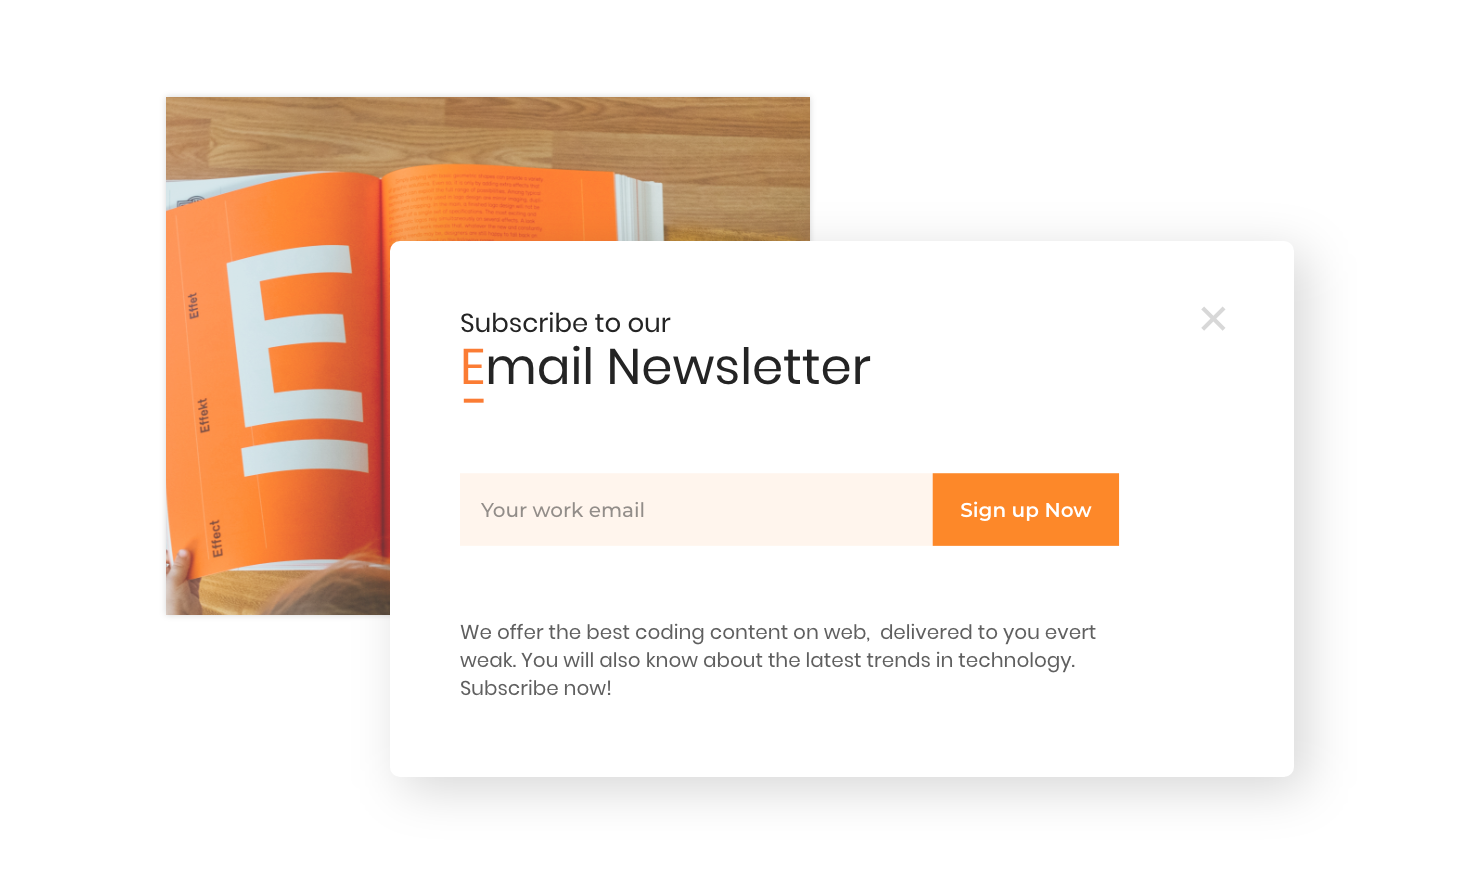 E
Effet
Effekt
Effect
Subscribe to our
Email Newsletter
Your work email
Sign up Now
We offer the best coding content on web,  delivered to you evert
weak. You will also know about the latest trends in technology.
Subscribe now!